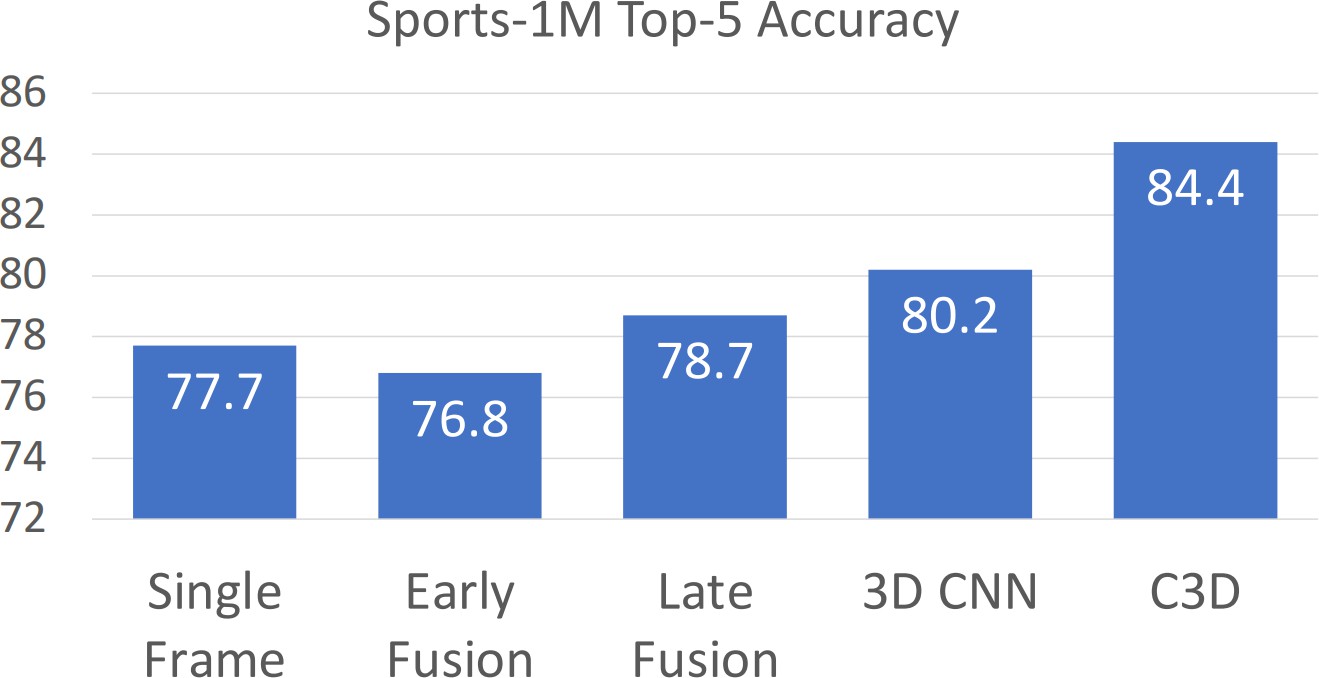 Sports-1M Top-5 Accuracy
86
84
82
80
78
76
74
72
77.7
76.8
78.7
80.2
84.4
Single
Frame
Early
Fusion
Late
Fusion
3D CNN
C3D